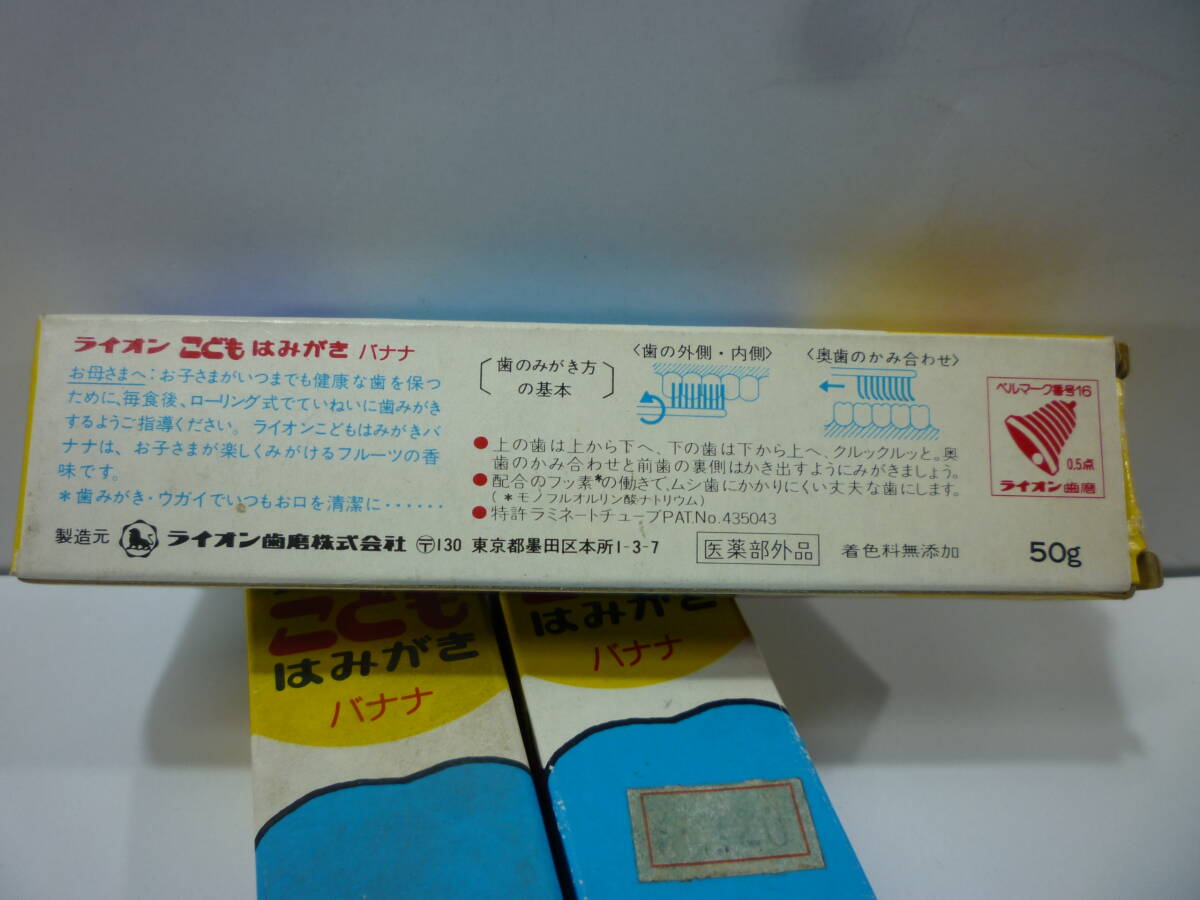 ライオン こども はみがき バナナ
お母さまへ：お子さまがいつまでも健康な歯を保つ
ために、毎食後、ローリング式でていねいに歯みがき
するようご指導ください。ライオンこどもはみがきバ
ナナは、お子さまが楽しくみがけるフルーツの香
味です。
*歯みがき・ウガイでいつもお口を清潔に‥‥‥
歯のみがき方
の基本
〈歯の外側・内側〉
〈奥歯のかみ合わせ〉
●上の歯は上から下へ、下の歯は下から上へ、クルックルッと。奥
歯のかみ合わせと前歯の裏側はかき出すようにみがきましょう。
●配合のフッ素*の働きで、ムシ歯にかかりにくい丈夫な歯にします。
(*モノフルオルリン酸ナトリウム)
●特許ラミネートチューブPAT.No.435043
ベルマーク番号16
0.5点
ライオン歯磨
製造元 ライオン歯磨株式会社 〒130 東京都墨田区本所1-3-7 医薬部外品 着色料無添加 50g
こども
はみがき
バナナ
はみがき
バナナ